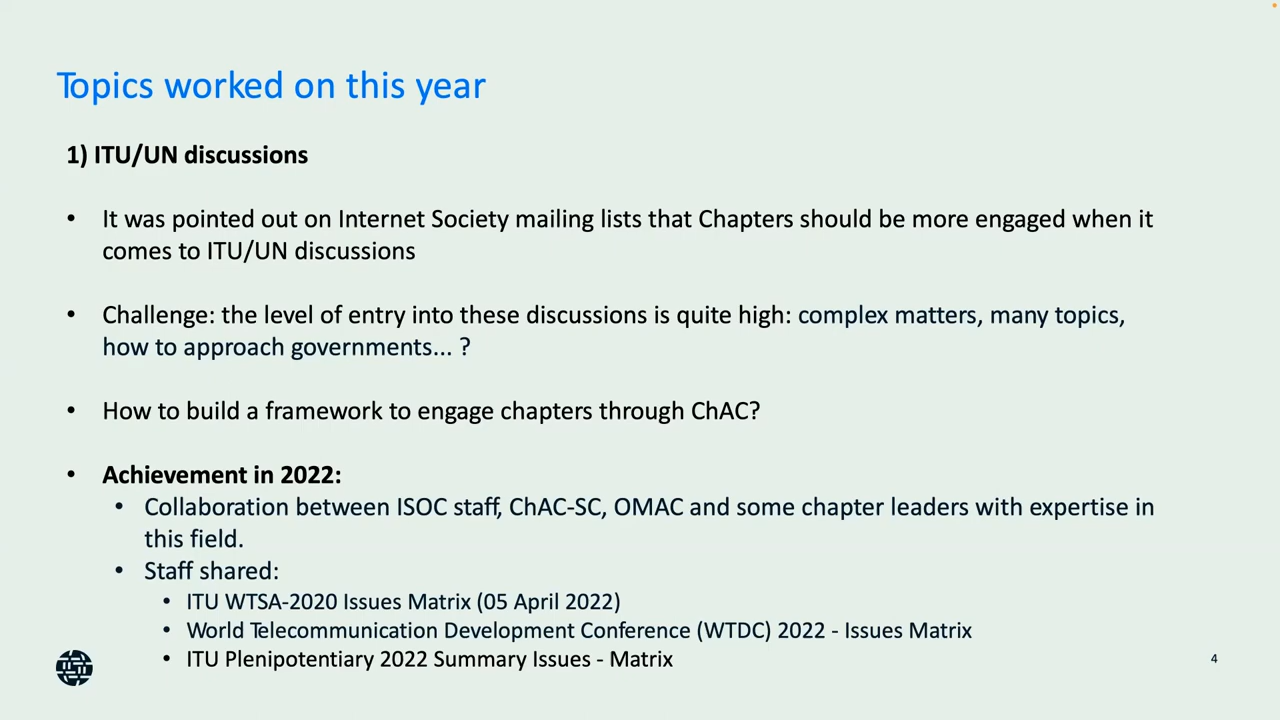 Topics worked on this year
1) ITU/UN discussions
• It was pointed out on Internet Society mailing lists that Chapters should be more engaged when it
comes to ITU/UN discussions
• Challenge: the level of entry into these discussions is quite high: complex matters, many topics,
how to approach governments... ?
• How to build a framework to engage chapters through ChAC?
• Achievement in 2022:
• Collaboration between ISOC staff, ChAC-SC, OMAC and some chapter leaders with expertise in
this field.
• Staff shared:
• ITU WTSA-2020 Issues Matrix (05 April 2022)
• World Telecommunication Development Conference (WTDC) 2022 - Issues Matrix
• ITU Plenipotentiary 2022 Summary Issues - Matrix
4